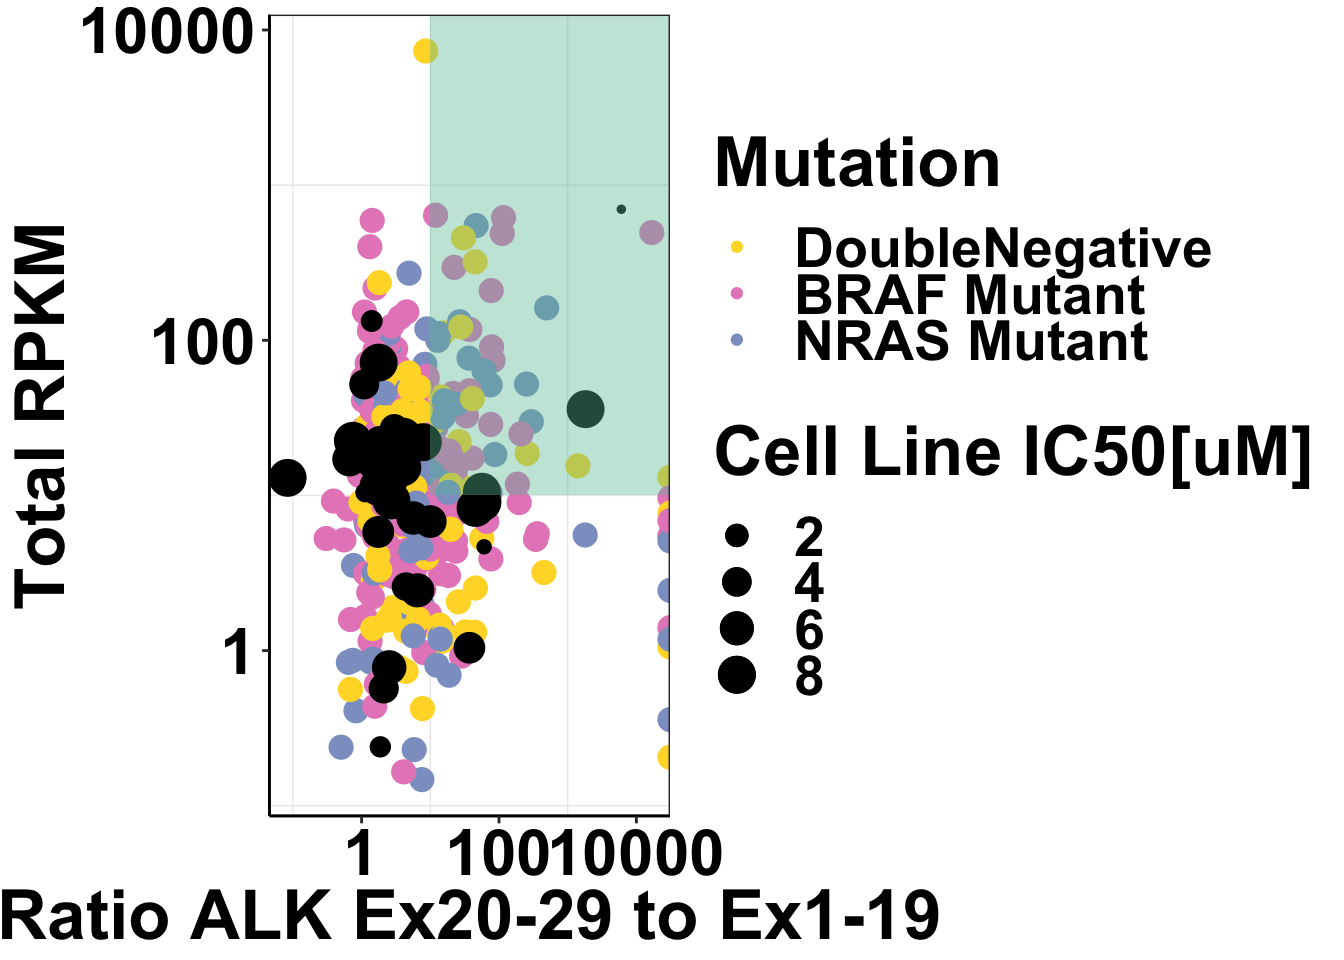 10000
100
1
Total RPKM
1
100
10000
Ratio ALK Ex20-29 to Ex1-19
Mutation
DoubleNegative
BRAF Mutant
NRAS Mutant
Cell Line IC50[uM]
2
4
6
8